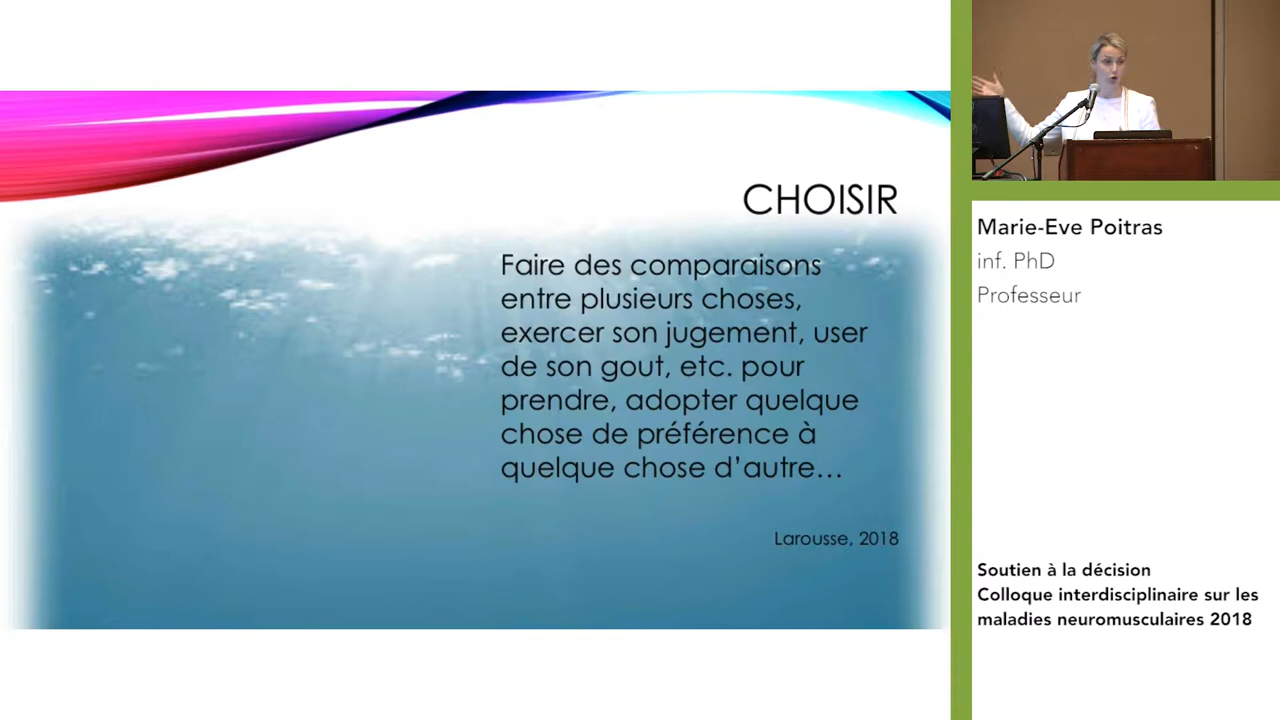 CHOISIR
Faire des comparaisons
entre plusieurs choses,
exercer son jugement, user
de son gout, etc. pour
prendre, adopter quelque
chose de préférence à
quelque chose d’autre…
Larousse, 2018
Marie-Eve Poitras
inf. PhD
Professeur
Soutien à la décision
Colloque interdisciplinaire sur les
maladies neuromusculaires 2018